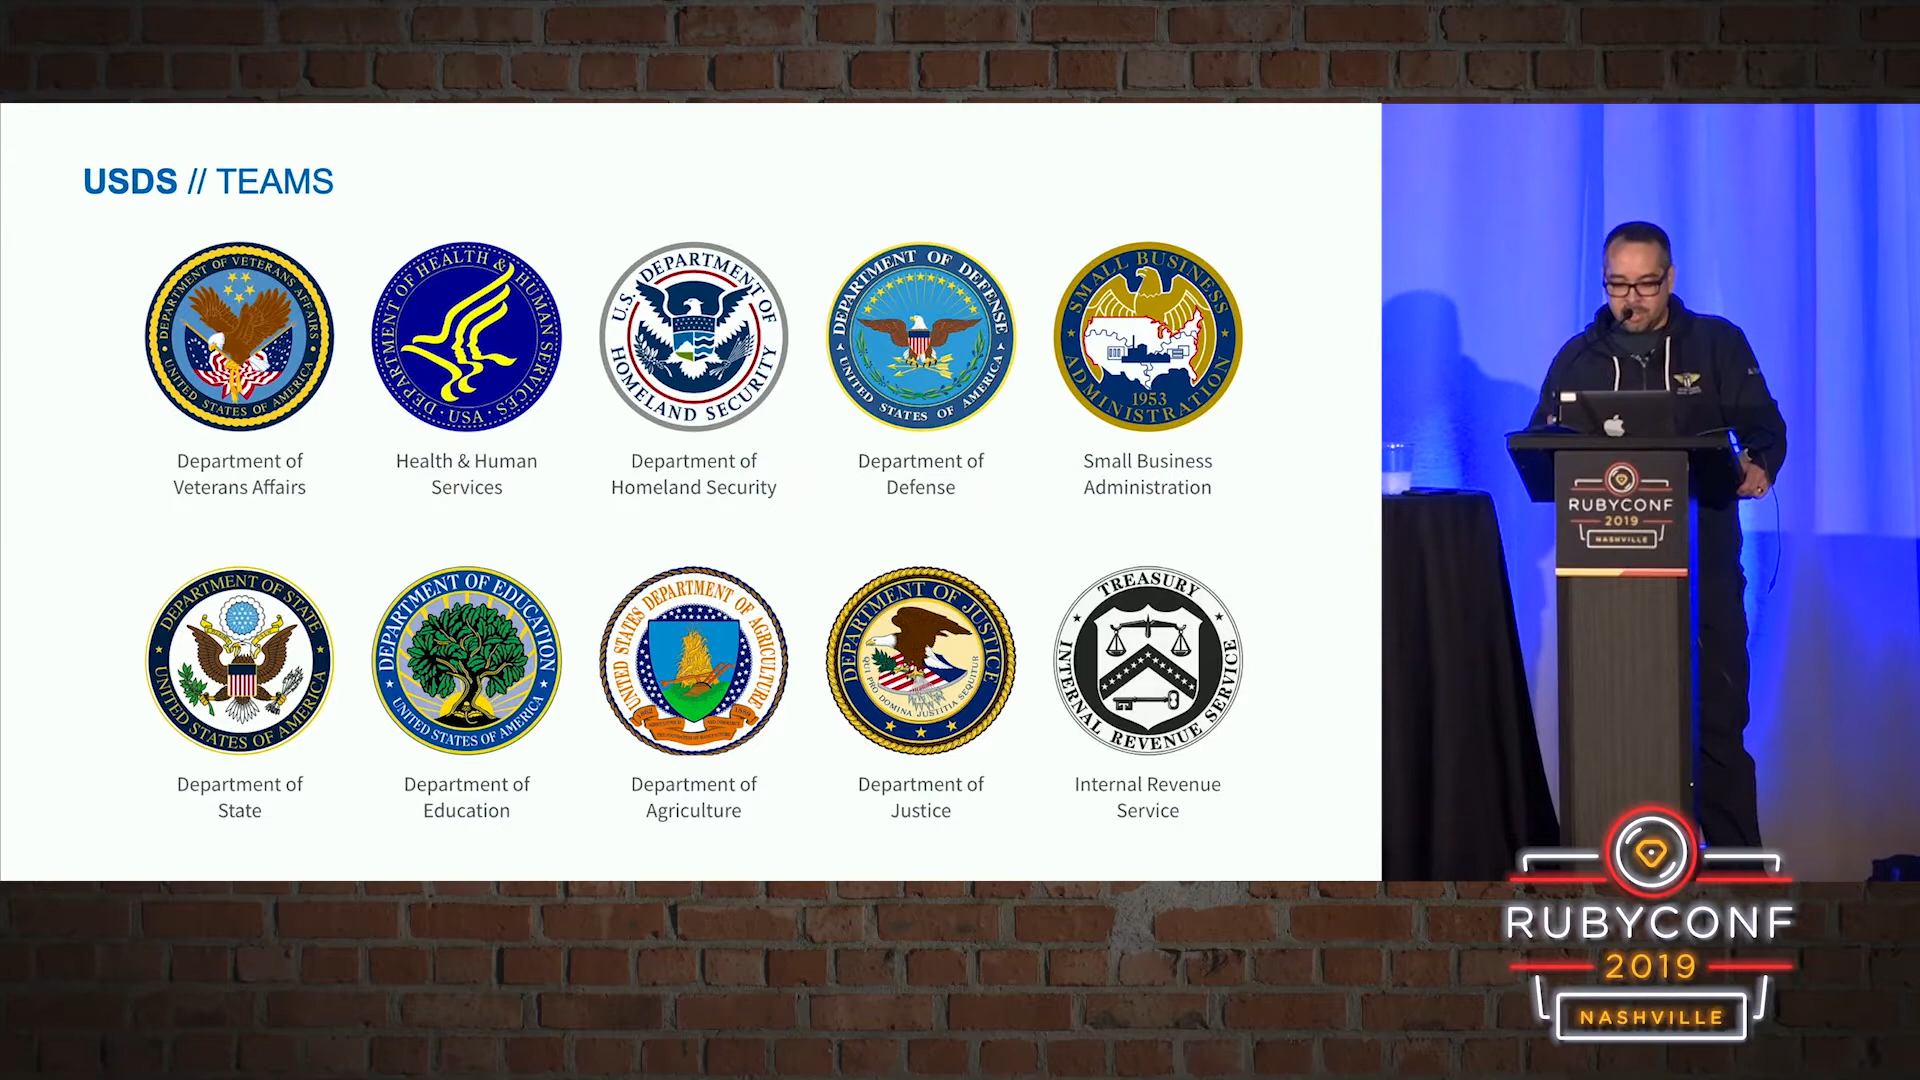 USDS // TEAMS
DEPARTMENT OF VETERANS AFFAIRS
UNITED STATES OF AMERICA
DEPARTMENT OF HEALTH & HUMAN SERVICES · USA
U.S. DEPARTMENT OF
HOMELAND SECURITY
DEPARTMENT OF DEFENSE
UNITED STATES OF AMERICA
SMALL BUSINESS
1953
ADMINISTRATION
Department of
Veterans Affairs
Health & Human
Services
Department of
Homeland Security
Department of
Defense
Small Business
Administration
DEPARTMENT OF STATE
UNITED STATES OF AMERICA
DEPARTMENT OF EDUCATION
UNITED STATES OF AMERICA
UNITED STATES DEPARTMENT OF AGRICULTURE
1862
1889
DEPARTMENT OF JUSTICE
QUI PRO DOMINA JUSTITIA SEQUITUR
TREASURY
INTERNAL REVENUE SERVICE
Department of
State
Department of
Education
Department of
Agriculture
Department of
Justice
Internal Revenue
Service
RUBYCONF
2019
NASHVILLE
RUBYCONF
2019
NASHVILLE